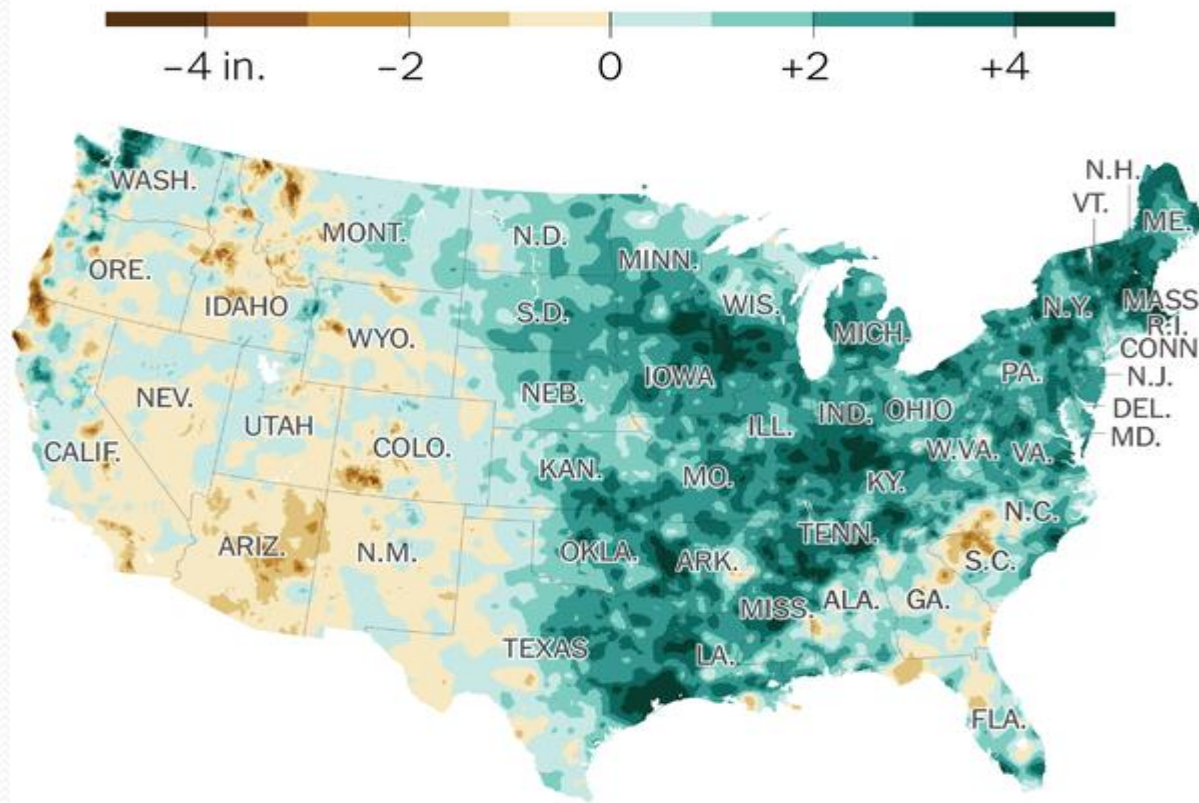 −4 in. −2 0 +2 +4
N.H.
VT.
ME.
WASH.
MONT.
N.D.
MINN.
ORE.
IDAHO
S.D.
WIS.
MICH.
N.Y.
MASS
R.I.
CONN
WYO.
NEV.
NEB.
IOWA
PA.
N.J.
UTAH
COLO.
ILL.
IND.
OHIO
DEL.
CALIF.
KAN.
MO.
W.VA.
VA.
MD.
KY.
ARIZ.
N.M.
OKLA.
ARK.
TENN.
N.C.
S.C.
MISS.
ALA.
GA.
TEXAS
LA.
FLA.